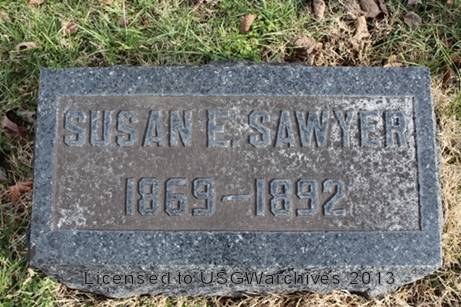 SUSAN E. SAWYER
1869-1892
Licensed to USGWarchives 2013